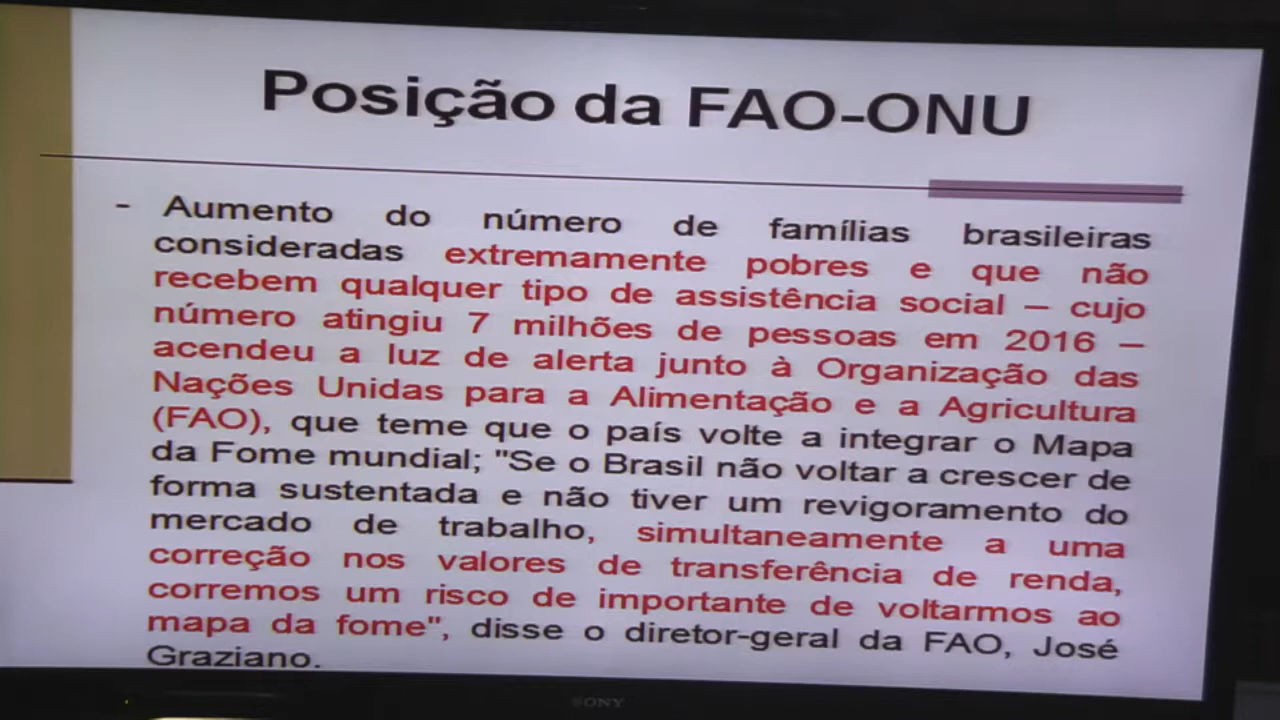 Posição da FAO-ONU
- Aumento do número de famílias brasileiras
consideradas extremamente pobres e que não
recebem qualquer tipo de assistência social – cujo
número atingiu 7 milhões de pessoas em 2016 –
acendeu a luz de alerta junto à Organização das
Nações Unidas para a Alimentação e a Agricultura
(FAO), que teme que o país volte a integrar o Mapa
da Fome mundial; "Se o Brasil não voltar a crescer de
forma sustentada e não tiver um revigoramento do
mercado de trabalho, simultaneamente a uma
correção nos valores de transferência de renda,
corremos um risco de importante de voltarmos ao
mapa da fome", disse o diretor-geral da FAO, José
Graziano.
SONY